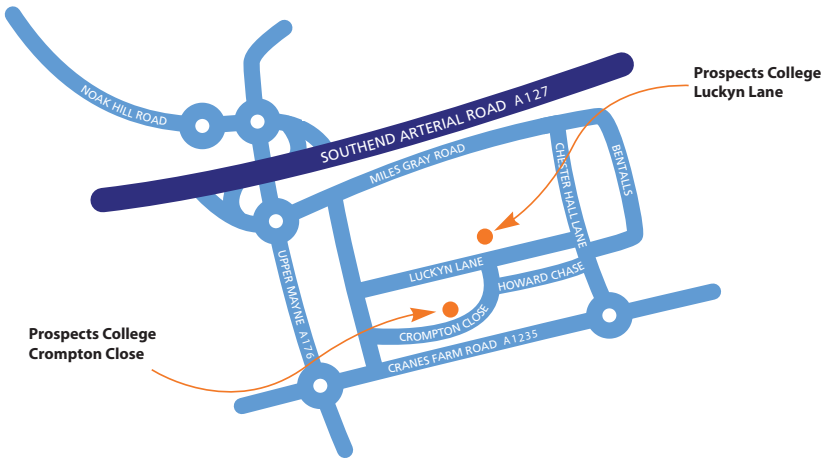 NOAK HILL ROAD
SOUTHEND ARTERIAL ROAD A127
Prospects College
Luckyn Lane
MILES GRAY ROAD
CHESTER HALL LANE
BENTALLS
UPPER MAYNE A176
LUCKYN LANE
HOWARD CHASE
CROMPTON CLOSE
Prospects College
Crompton Close
CRANES FARM ROAD A1235